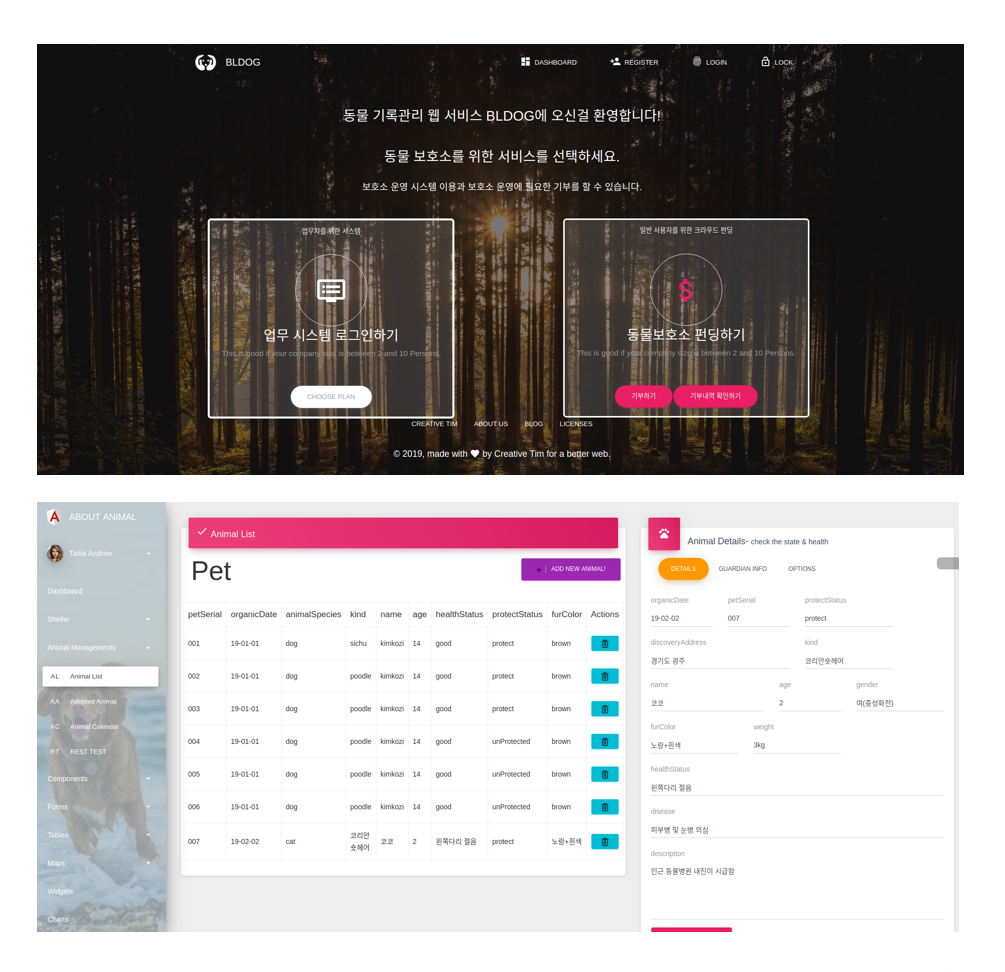 BLDOG
DASHBOARD
REGISTER
LOGIN
LOCK
동물 기록관리 웹 서비스 BLDOG에 오신걸 환영합니다!
동물 보호소를 위한 서비스를 선택하세요.
보호소 운영 시스템 이용과 보호소 운영에 필요한 기부를 할 수 있습니다.
업무자를 위한 시스템
업무 시스템 로그인하기
This is good if your company size is between 2 and 10 Persons.
CHOOSE PLAN
일반 사용자를 위한 크라우드 펀딩
$
동물보호소 펀딩하기
This is good if your company size is between 2 and 10 Persons.
기부하기
기부내역 확인하기
CREATIVE TIM
ABOUT US
BLOG
LICENSES
© 2019, made with ♥ by Creative Tim for a better web.
A
ABOUT ANIMAL
Tania Andrew
Dashboard
Shelter
Animal Managements
AL Animal List
AA Adopted Animal
AC Animal Calendar
RT REST TEST
Components
Forms
Tables
Maps
Widgets
Charts
Animal List
Pet
+ ADD NEW ANIMAL!
petSerial organicDate animalSpecies kind name age healthStatus protectStatus furColor Actions
001 19-01-01 dog sichu kimkozi 14 good protect brown
002 19-01-01 dog poodle kimkozi 14 good protect brown
003 19-01-01 dog poodle kimkozi 14 good protect brown
004 19-01-01 dog poodle kimkozi 14 good unProtected brown
005 19-01-01 dog poodle kimkozi 14 good unProtected brown
006 19-01-01 dog poodle kimkozi 14 good unProtected brown
007 19-02-02 cat 코리안숏헤어 코코 2 왼쪽다리 절음 protect 노랑+흰색
Animal Details- check the state & health
DETAILS
GUARDIAN INFO
OPTIONS
organicDate petSerial protectStatus
19-02-02 007 protect
discoveryAddress kind
경기도 광주 코리안숏헤어
name age gender
코코 2 여(중성화전)
furColor weight
노랑+흰색 3kg
healthStatus
왼쪽다리 절음
disease
피부병 및 눈병 의심
description
인근 동물병원 내진이 시급함